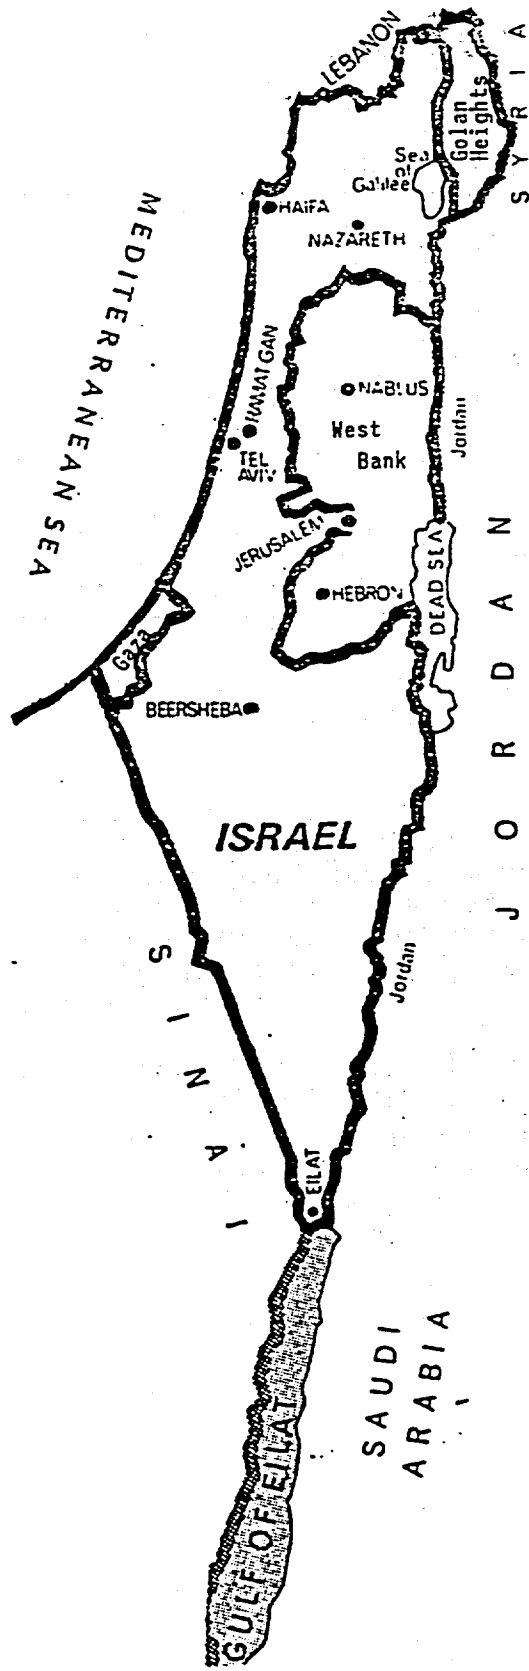 LEBANON
SYRIA
Golan
Heights
Sea
of
Galilee
HAIFA
NAZARETH
MEDITERRANEAN SEA
RAMAT GAN
TEL
AVIV
NABLUS
West
Bank
Jordan
JERUSALEM
HEBRON
DEAD SEA
JORDAN
Gaza
BEERSHEBA
ISRAEL
Jordan
SINAI
EILAT
SAUDI
ARABIA
GULF OF EILAT